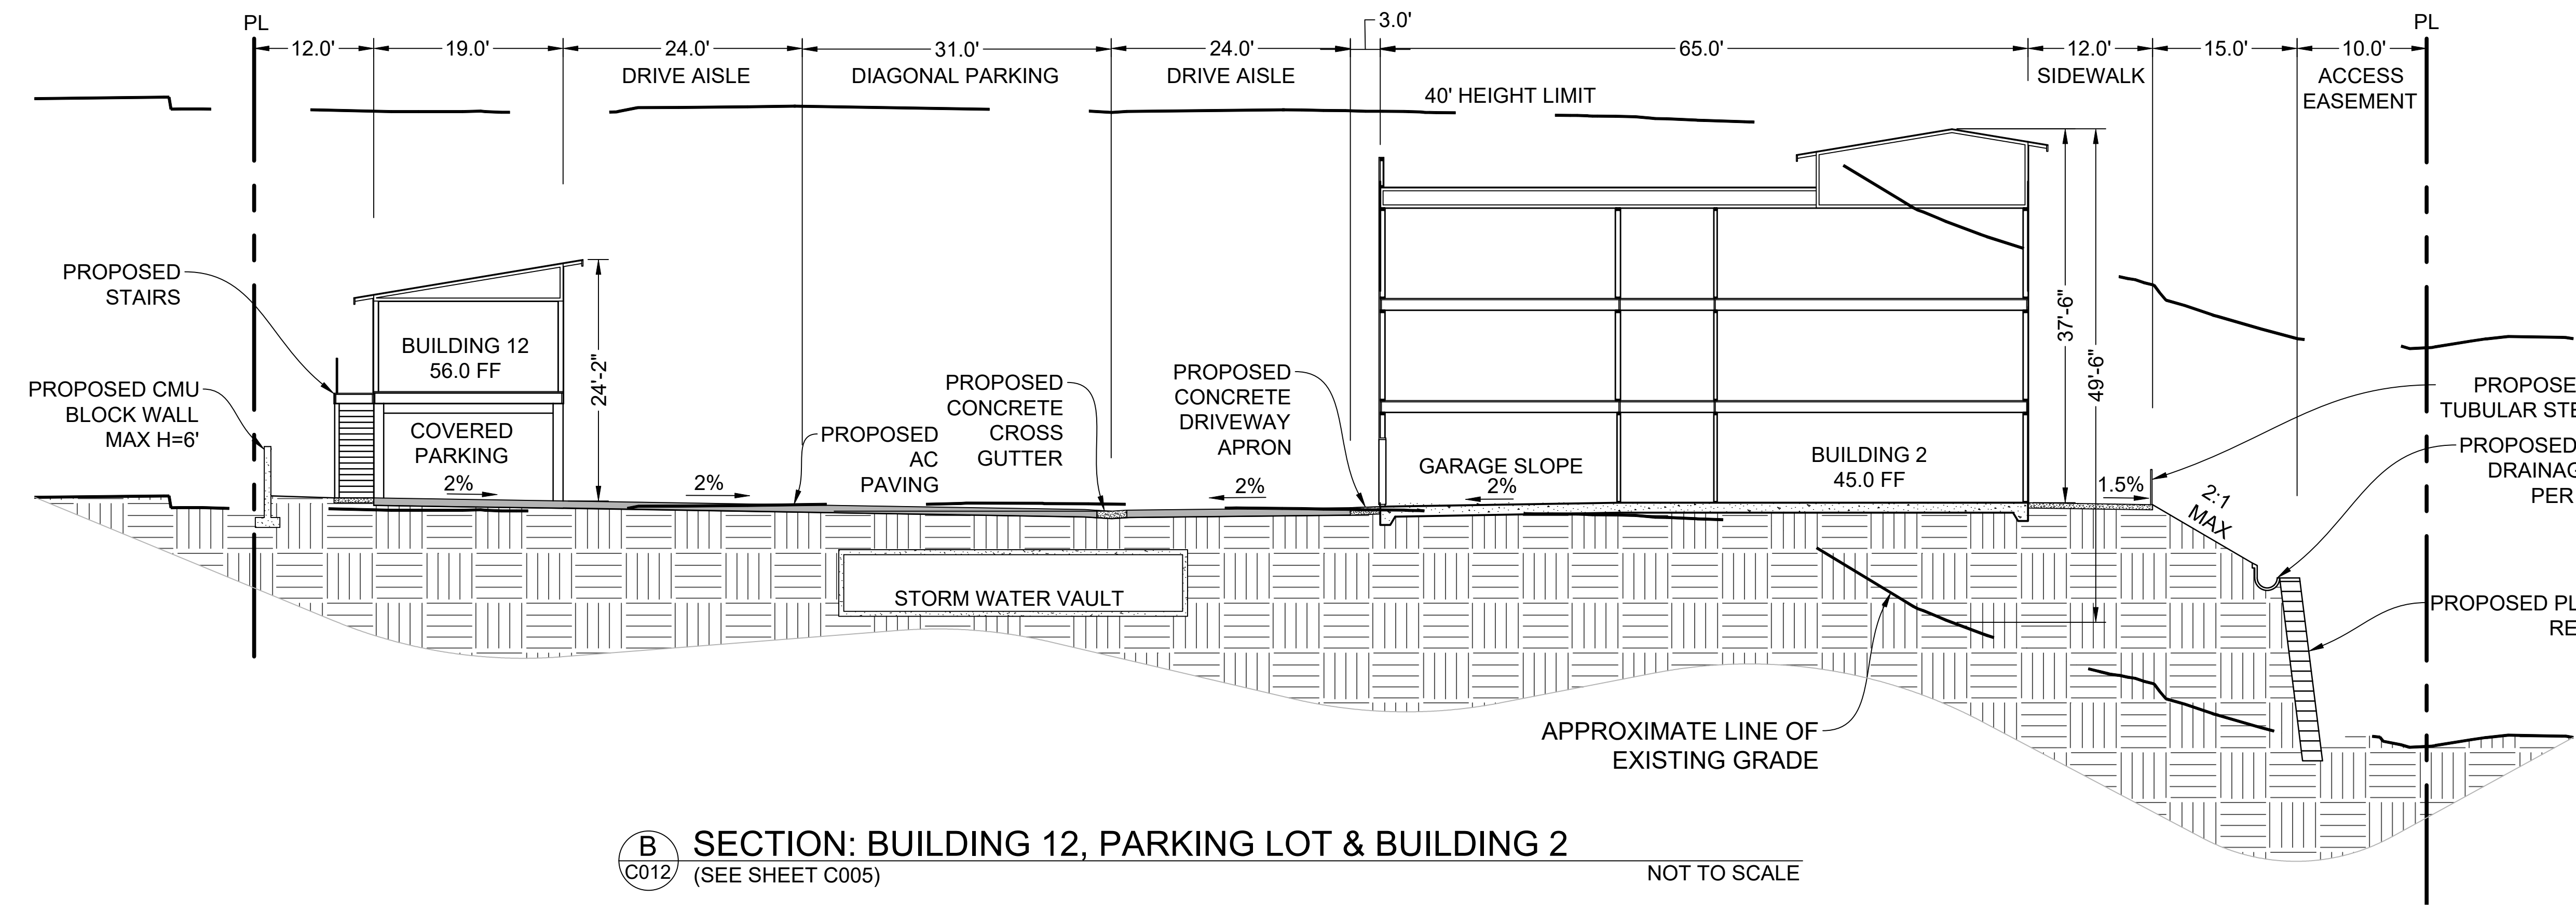 PL
12.0'
19.0'
24.0'
DRIVE AISLE
31.0'
DIAGONAL PARKING
24.0'
DRIVE AISLE
3.0'
65.0'
12.0'
SIDEWALK
15.0'
10.0'
ACCESS
EASEMENT
PL
40' HEIGHT LIMIT
PROPOSED
STAIRS
PROPOSED CMU
BLOCK WALL
MAX H=6'
BUILDING 12
56.0 FF
COVERED
PARKING
2%
24'-2"
2%
PROPOSED
AC
PAVING
PROPOSED
CONCRETE
CROSS
GUTTER
PROPOSED
CONCRETE
DRIVEWAY
APRON
2%
GARAGE SLOPE
2%
BUILDING 2
45.0 FF
37'-6"
49'-6"
1.5%
2:1
MAX
PROPOSE
TUBULAR STE
PROPOSED
DRAINAG
PER
PROPOSED PL
RE
STORM WATER VAULT
APPROXIMATE LINE OF
EXISTING GRADE
B
C012
SECTION: BUILDING 12, PARKING LOT & BUILDING 2
(SEE SHEET C005)
NOT TO SCALE